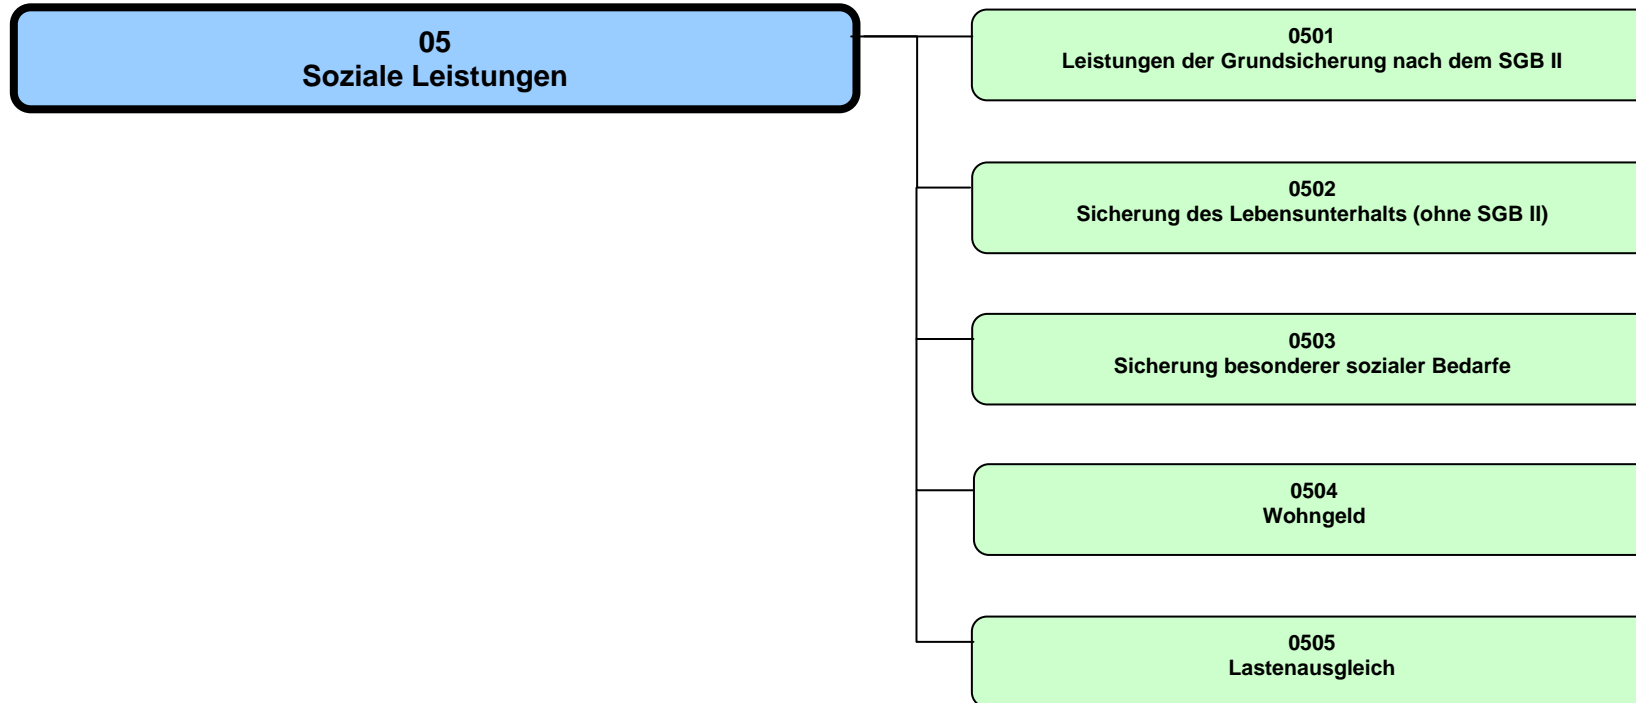 05
Soziale Leistungen
0501
Leistungen der Grundsicherung nach dem SGB II
0502
Sicherung des Lebensunterhalts (ohne SGB II)
0503
Sicherung besonderer sozialer Bedarfe
0504
Wohngeld
0505
Lastenausgleich